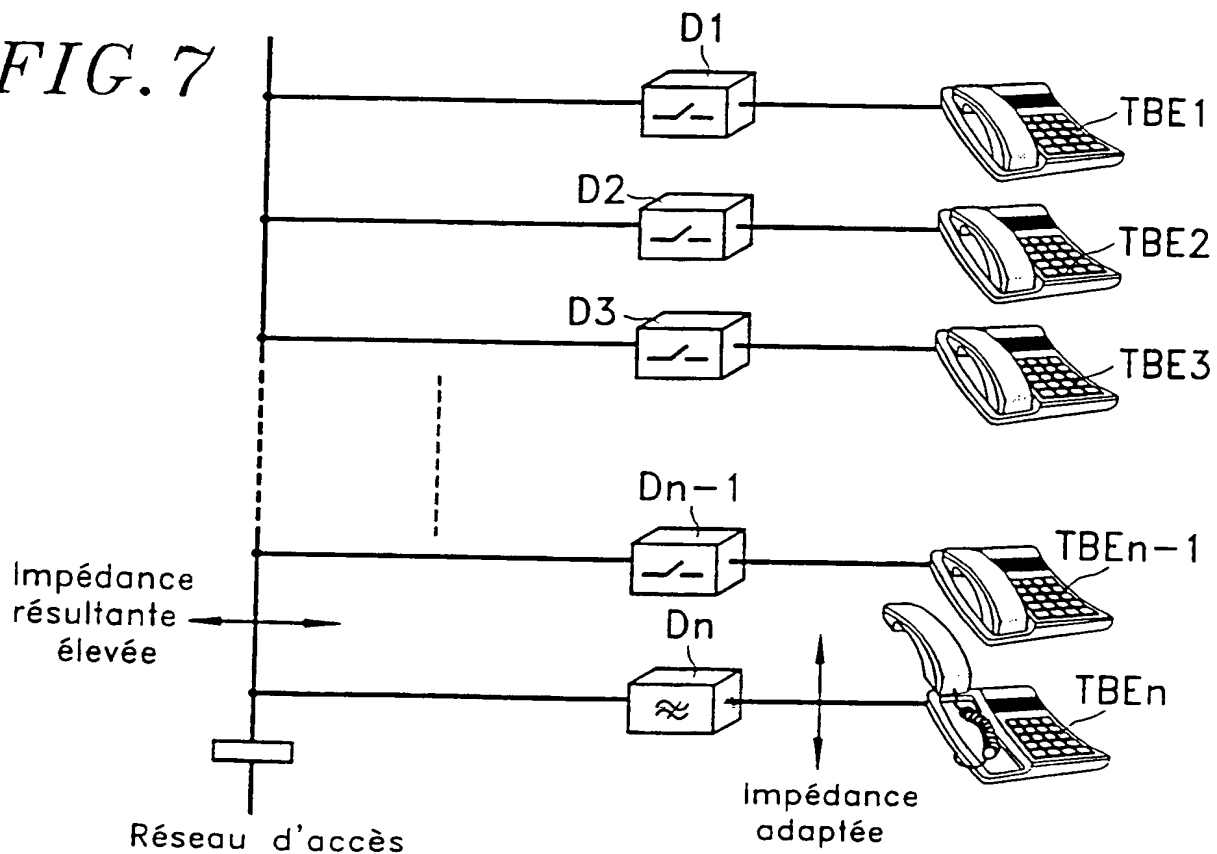 FIG. 7
D1
TBE1
D2
TBE2
D3
TBE3
Dn-1
TBEn-1
Impédance
résultante
élevée
Dn
TBEn
Impédance
adaptée
Réseau d'accès